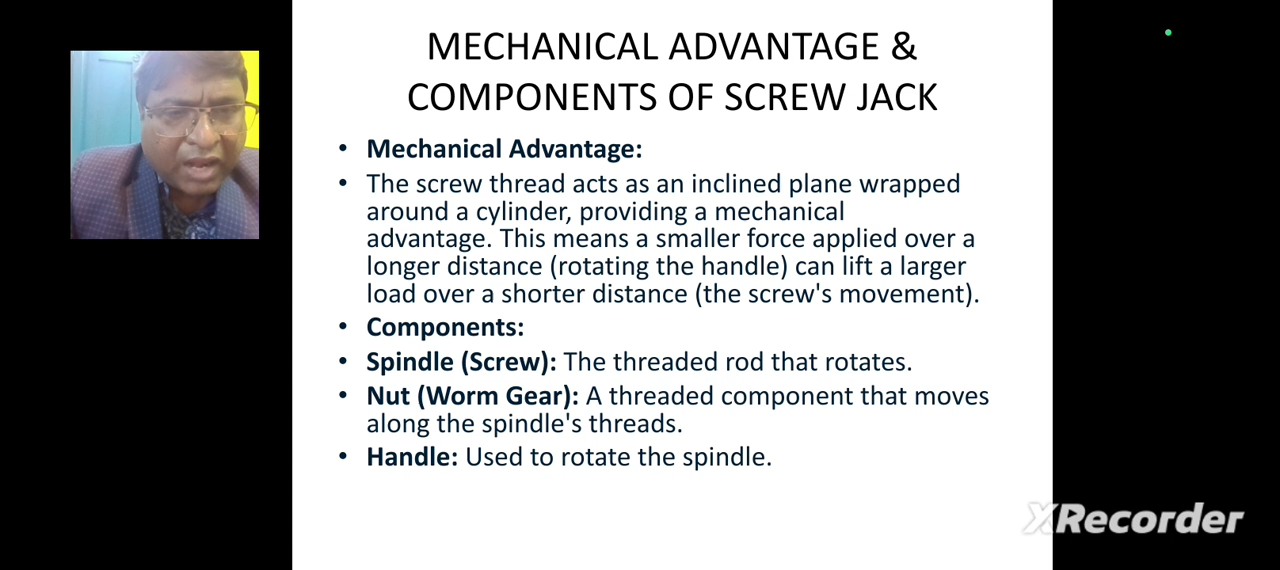 MECHANICAL ADVANTAGE &
COMPONENTS OF SCREW JACK
• Mechanical Advantage:
• The screw thread acts as an inclined plane wrapped
around a cylinder, providing a mechanical
advantage. This means a smaller force applied over a
longer distance (rotating the handle) can lift a larger
load over a shorter distance (the screw's movement).
• Components:
• Spindle (Screw): The threaded rod that rotates.
• Nut (Worm Gear): A threaded component that moves
along the spindle's threads.
• Handle: Used to rotate the spindle.
XRecorder